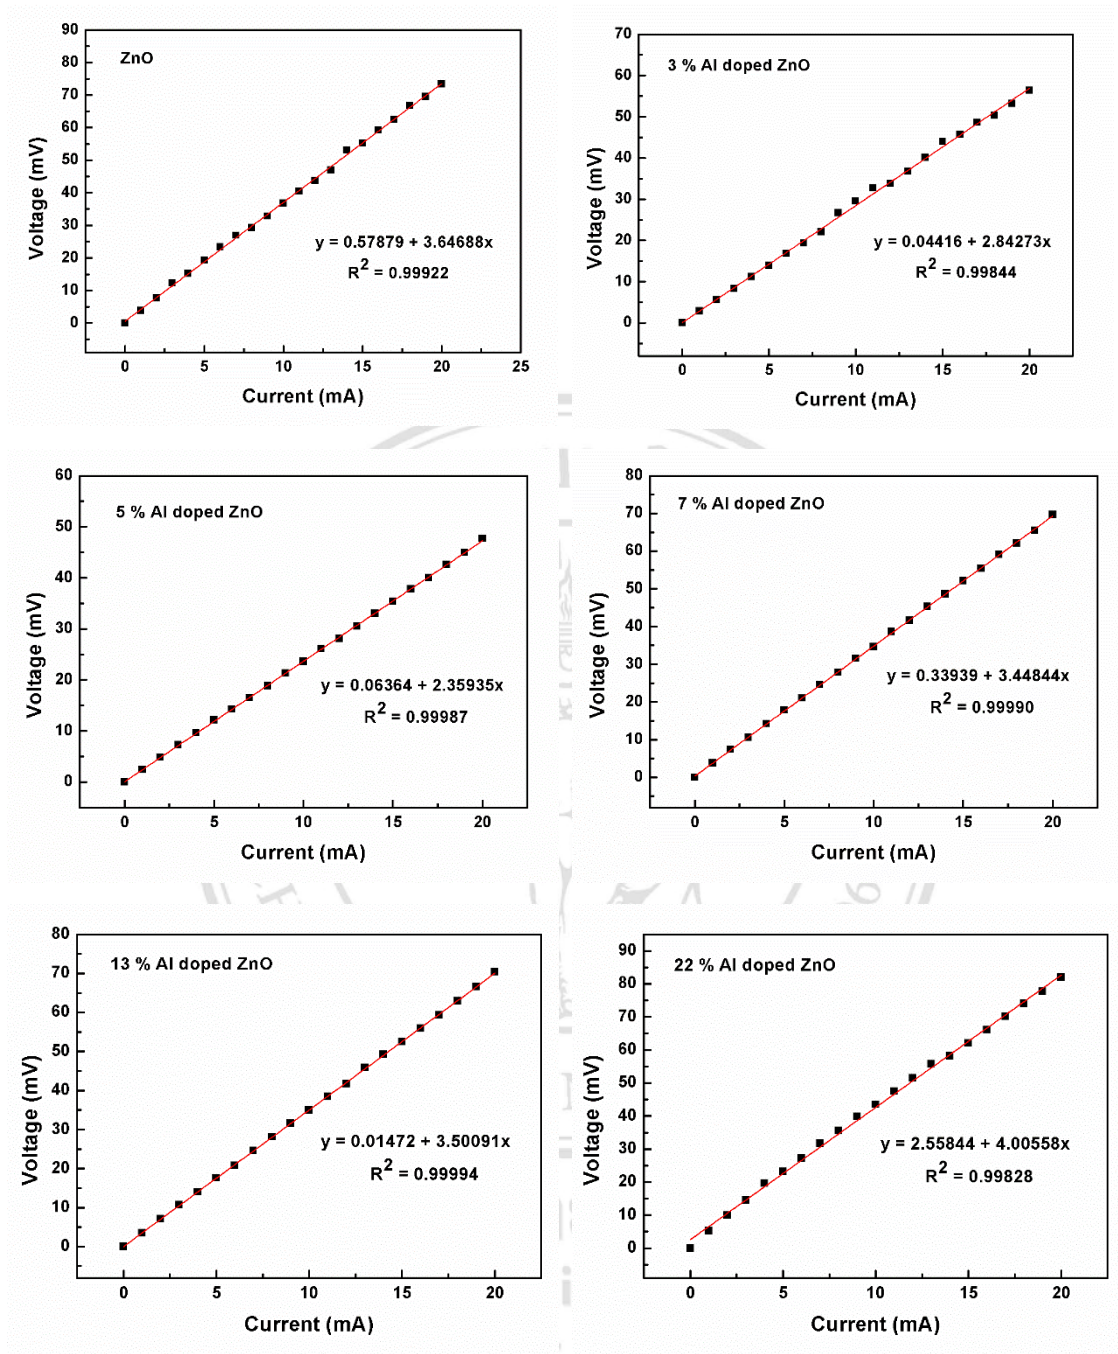 ZnO
y = 0.57879 + 3.64688x
R² = 0.99922
Voltage (mV)
90
80
70
60
50
40
30
20
10
0
0 5 10 15 20 25
Current (mA)
3 % Al doped ZnO
y = 0.04416 + 2.84273x
R² = 0.99844
Voltage (mV)
70
60
50
40
30
20
10
0
0 5 10 15 20
Current (mA)
5 % Al doped ZnO
y = 0.06364 + 2.35935x
R² = 0.99987
Voltage (mV)
60
50
40
30
20
10
0
0 5 10 15 20
Current (mA)
7 % Al doped ZnO
y = 0.33939 + 3.44844x
R² = 0.99990
Voltage (mV)
80
70
60
50
40
30
20
10
0
0 5 10 15 20
Current (mA)
13 % Al doped ZnO
y = 0.01472 + 3.50091x
R² = 0.99994
Voltage (mV)
80
70
60
50
40
30
20
10
0
0 5 10 15 20
Current (mA)
22 % Al doped ZnO
y = 2.55844 + 4.00558x
R² = 0.99828
Voltage (mV)
90
80
70
60
50
40
30
20
10
0
0 5 10 15 20
Current (mA)